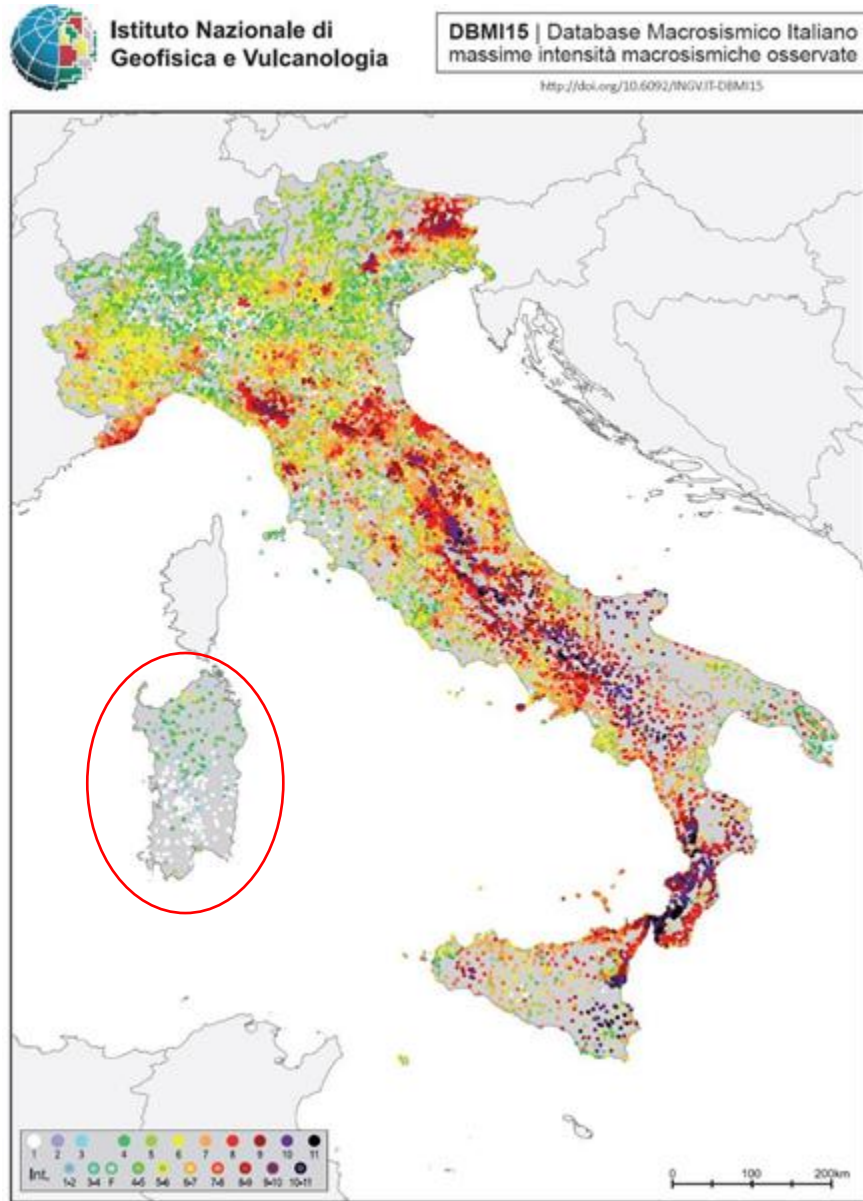 Istituto Nazionale di
Geofisica e Vulcanologia
DBMI15 | Database Macrosismico Italiano
massime intensità macrosismiche osservate
http://doi.org/10.6092/INGV.IT-DBMI15
1 2 3 4 5 6 7 8 9 10 11
Int. 1-2 3-4 F 4-5 5-6 6-7 7-8 8-9 9-10 10-11
0 100 200km